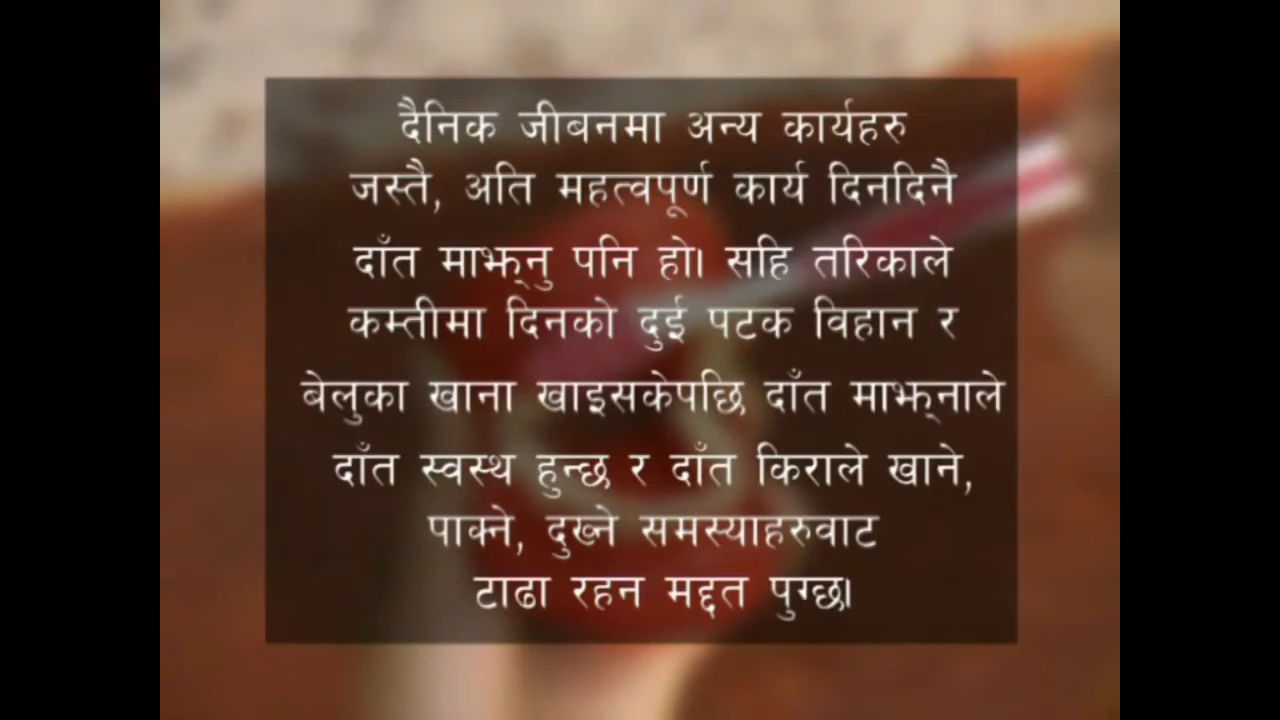 दैनिक जीबनमा अन्य कार्यहरु
जस्तै, अति महत्वपूर्ण कार्य दिनदिनै
दाँत माझ्नु पनि हो। सहि तरिकाले
कम्तीमा दिनको दुई पटक विहान र
बेलुका खाना खाइसकेपछि दाँत माझ्नाले
दाँत स्वस्थ हुन्छ र दाँत किराले खाने,
पाक्ने, दुख्ने समस्याहरुवाट
टाढा रहन मद्दत पुग्छ।